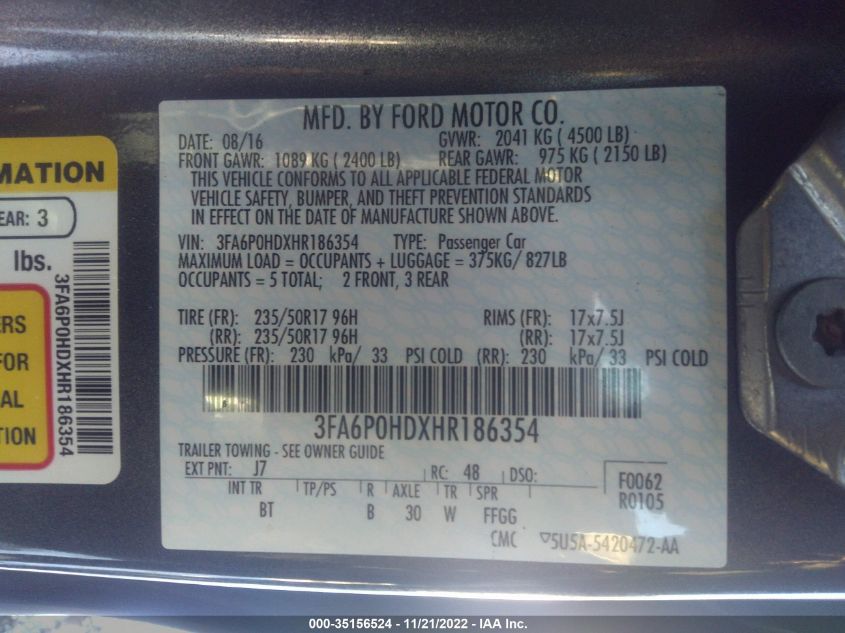 MFD. BY FORD MOTOR CO.
DATE: 08/16 GVWR: 2041 KG ( 4500 LB)
FRONT GAWR: 1089 KG ( 2400 LB) REAR GAWR: 975 KG ( 2150 LB)
THIS VEHICLE CONFORMS TO ALL APPLICABLE FEDERAL MOTOR
VEHICLE SAFETY, BUMPER, AND THEFT PREVENTION STANDARDS
IN EFFECT ON THE DATE OF MANUFACTURE SHOWN ABOVE.
VIN: 3FA6P0HDXHR186354 TYPE: Passenger Car
MAXIMUM LOAD = OCCUPANTS + LUGGAGE = 375KG/ 827LB
OCCUPANTS = 5 TOTAL; 2 FRONT, 3 REAR
TIRE (FR): 235/50R17 96H RIMS (FR): 17x7.5J
(RR): 235/50R17 96H (RR): 17x7.5J
PRESSURE (FR): 230 kPa/ 33 PSI COLD (RR): 230 kPa/ 33 PSI COLD
3FA6P0HDXHR186354
TRAILER TOWING - SEE OWNER GUIDE
EXT PNT: J7 RC: 48 DSO: F0062
INT TR TP/PS R AXLE TR SPR R0105
BT B 30 W FFGG
CMC ▽5U5A-5420472-AA
MATION
EAR: 3
lbs.
3FA6P0HDXHR186354
ERS
FOR
AL
TION
000-35156524 - 11/21/2022 - IAA Inc.